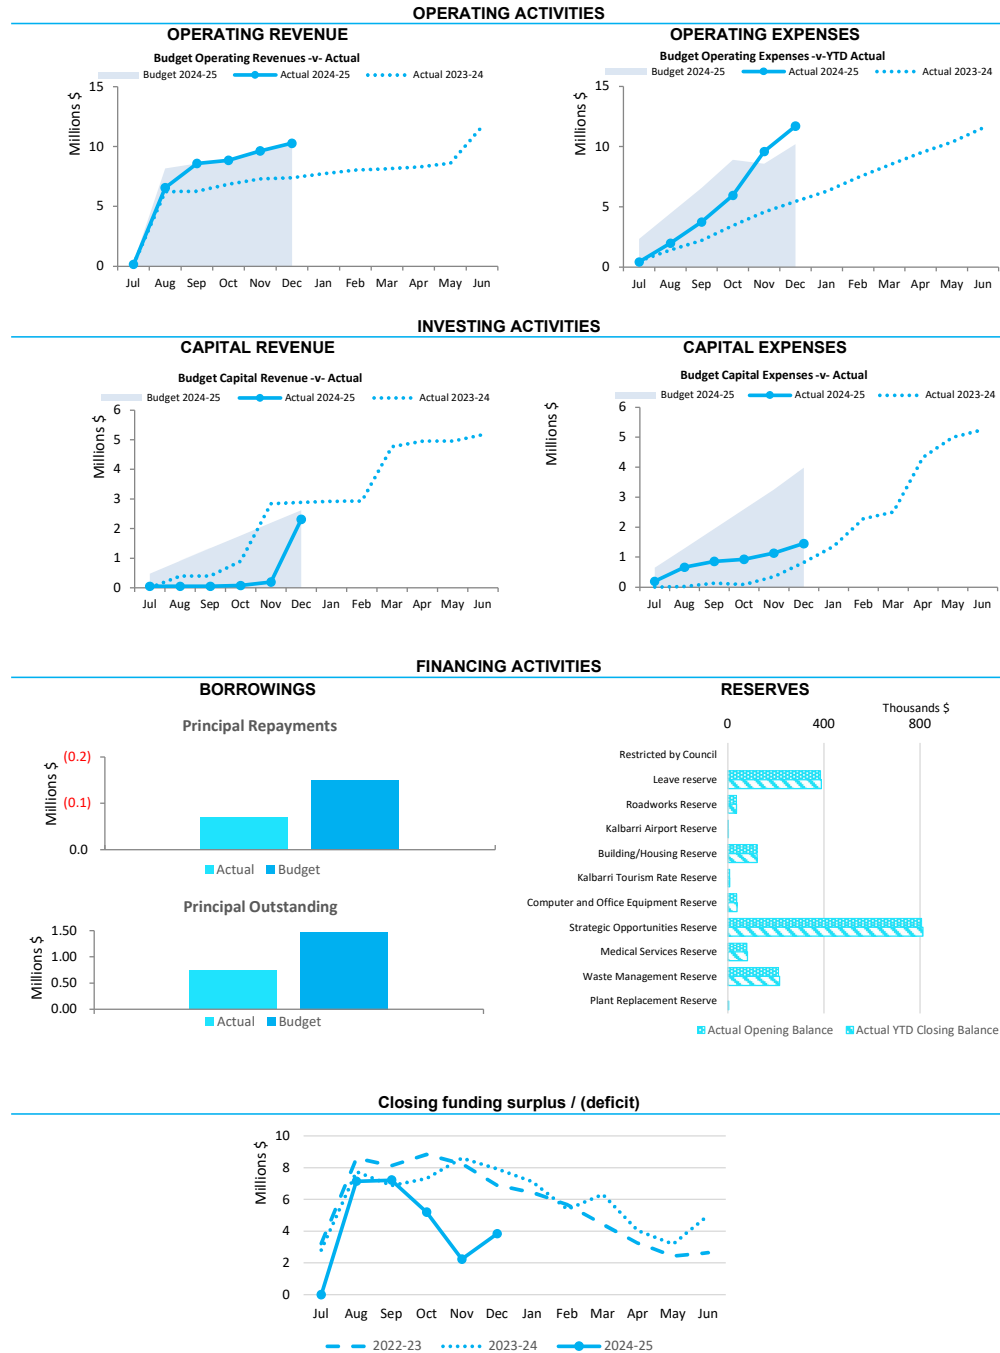 OPERATING ACTIVITIES
OPERATING REVENUE
Budget Operating Revenues -v- Actual
Budget 2024-25 Actual 2024-25 Actual 2023-24
Millions $
15
10
5
0
Jul Aug Sep Oct Nov Dec Jan Feb Mar Apr May Jun
OPERATING EXPENSES
Budget Operating Expenses -v-YTD Actual
Budget 2024-25 Actual 2024-25 Actual 2023-24
Millions $
15
10
5
0
Jul Aug Sep Oct Nov Dec Jan Feb Mar Apr May Jun
INVESTING ACTIVITIES
CAPITAL REVENUE
Budget Capital Revenue -v- Actual
Budget 2024-25 Actual 2024-25 Actual 2023-24
Millions $
6
5
4
3
2
1
0
Jul Aug Sep Oct Nov Dec Jan Feb Mar Apr May Jun
CAPITAL EXPENSES
Budget Capital Expenses -v- Actual
Budget 2024-25 Actual 2024-25 Actual 2023-24
Millions $
6
5
4
3
2
1
0
Jul Aug Sep Oct Nov Dec Jan Feb Mar Apr May Jun
FINANCING ACTIVITIES
BORROWINGS
Principal Repayments
Millions $
(0.2)
(0.1)
0.0
Actual Budget
Principal Outstanding
Millions $
1.50
1.00
0.50
0.00
Actual Budget
RESERVES
Thousands $
0 400 800
Restricted by Council
Leave reserve
Roadworks Reserve
Kalbarri Airport Reserve
Building/Housing Reserve
Kalbarri Tourism Rate Reserve
Computer and Office Equipment Reserve
Strategic Opportunities Reserve
Medical Services Reserve
Waste Management Reserve
Plant Replacement Reserve
Actual Opening Balance Actual YTD Closing Balance
Closing funding surplus / (deficit)
Millions $
10
8
6
4
2
0
Jul Aug Sep Oct Nov Dec Jan Feb Mar Apr May Jun
2022-23 2023-24 2024-25